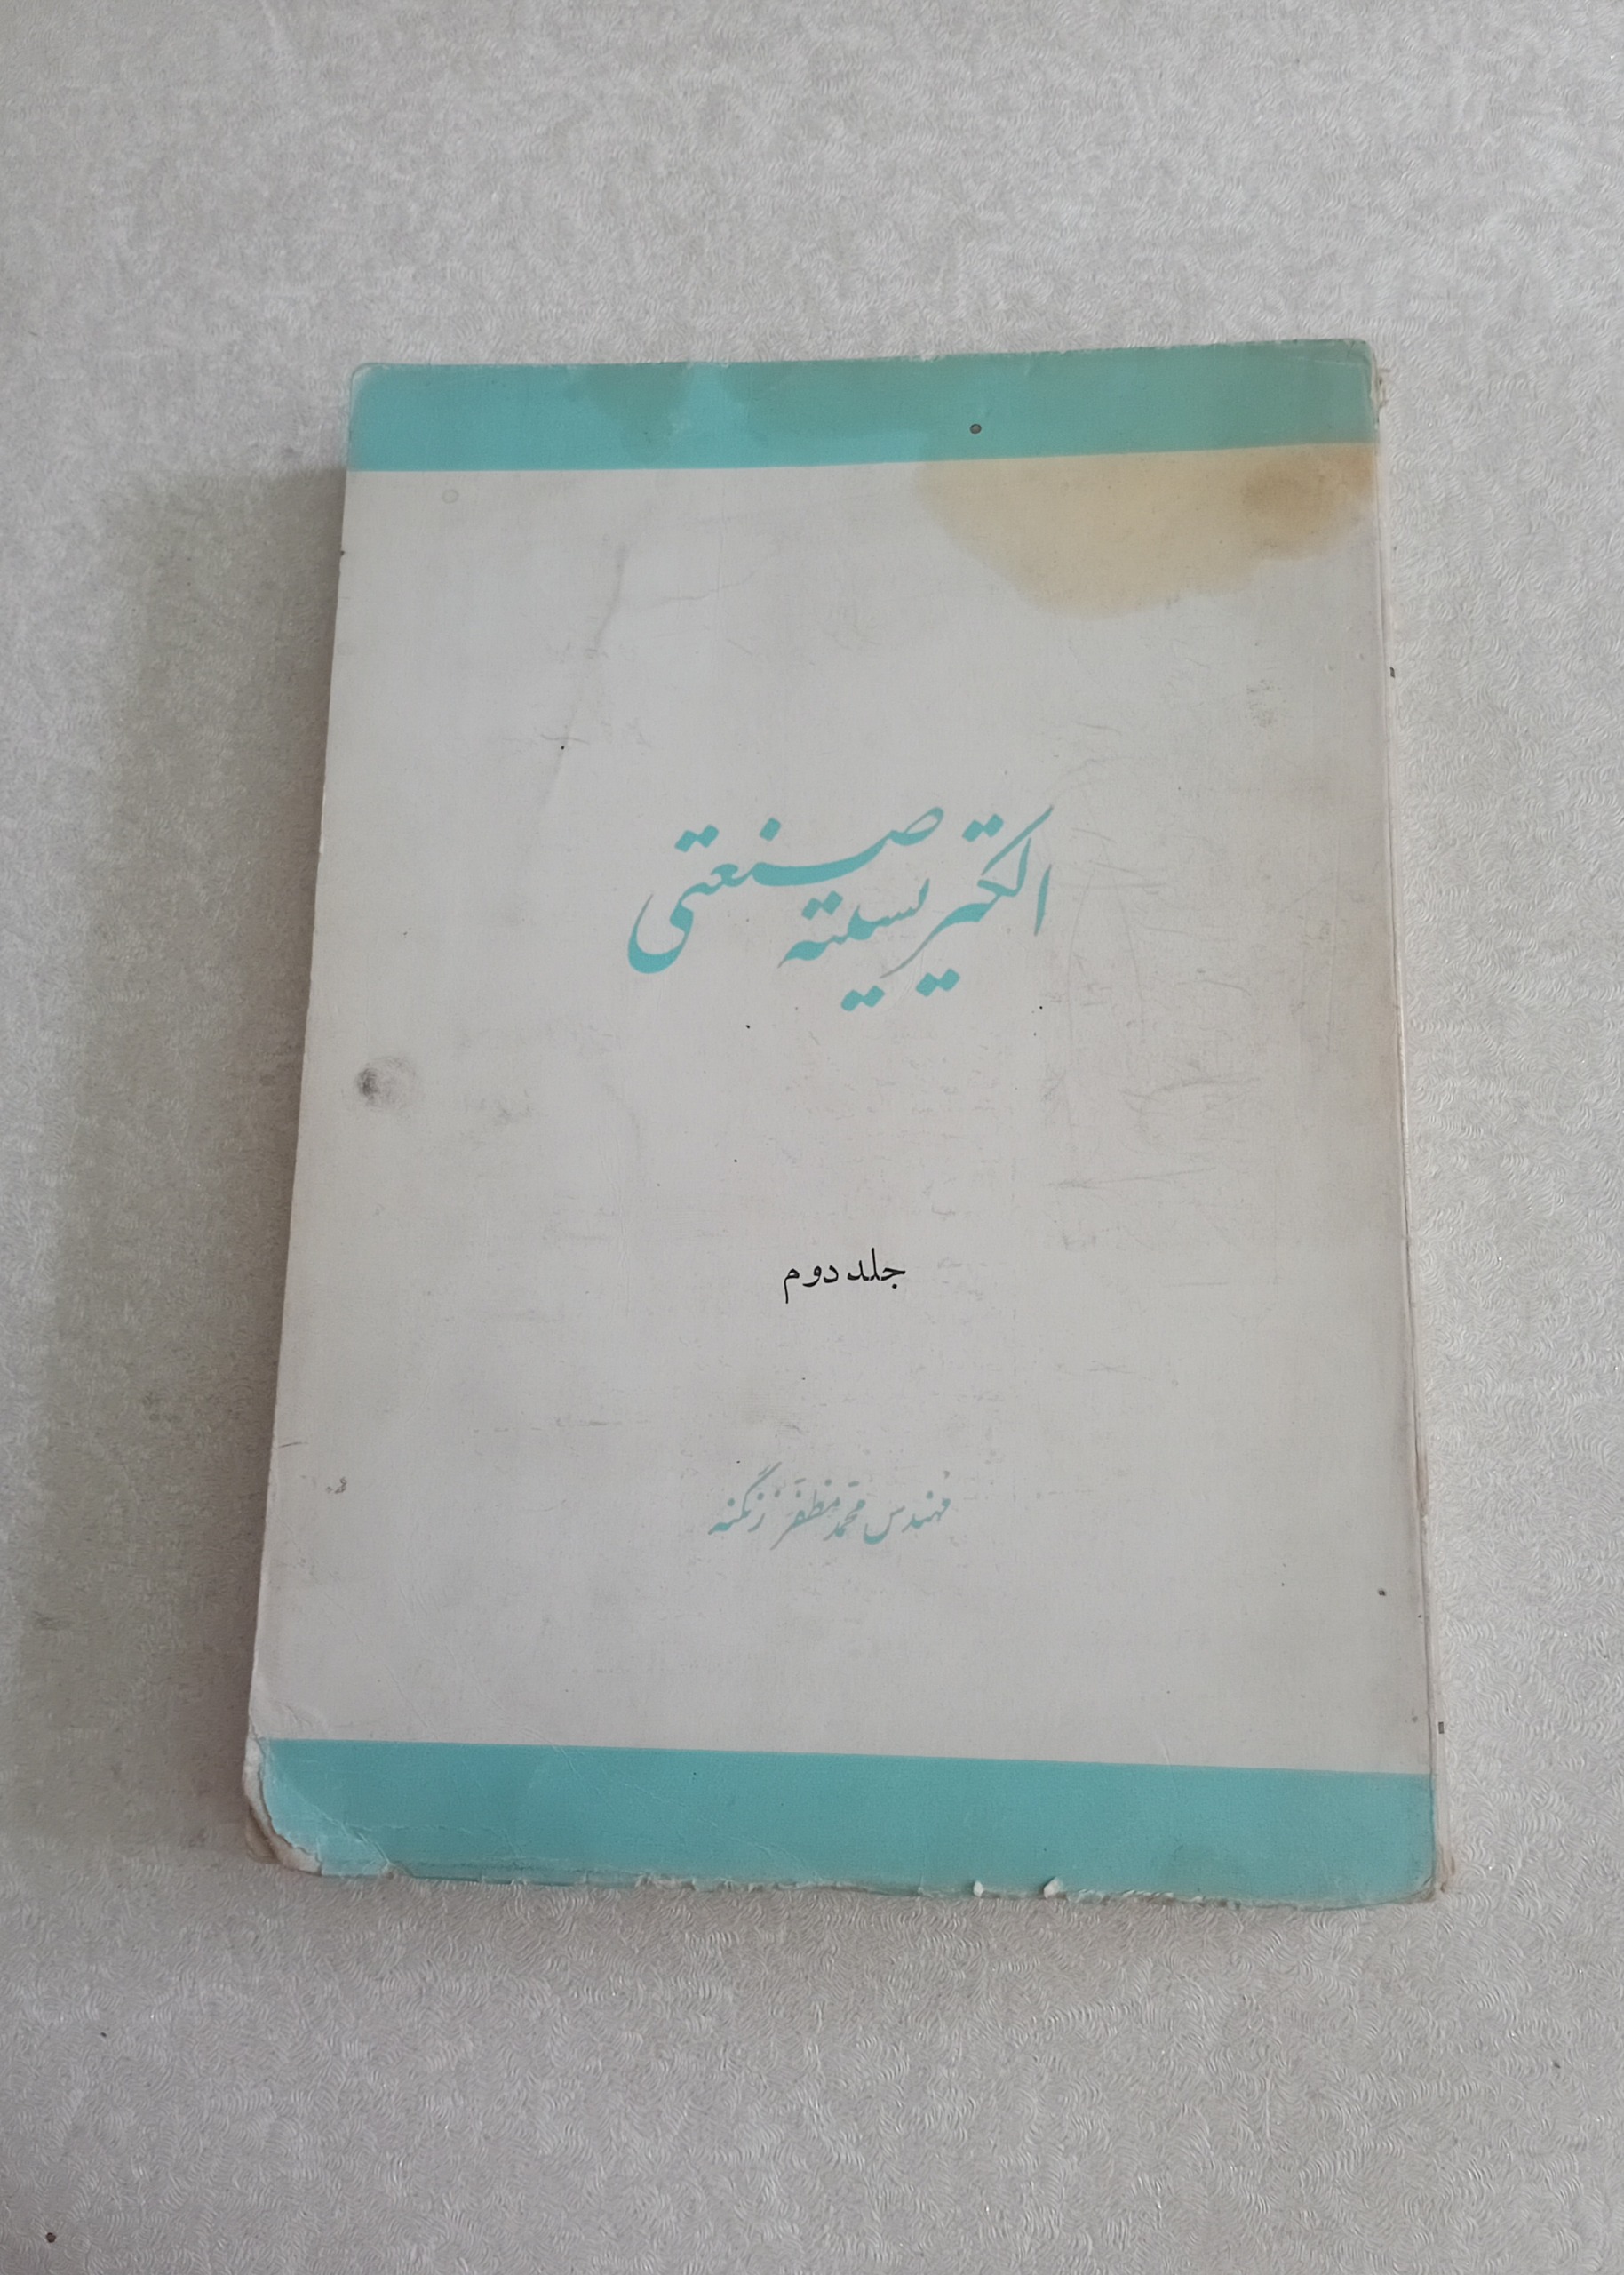 الکتریسیته صنعتی
جلد دوم
مهندس محمد مظفر زنگنه